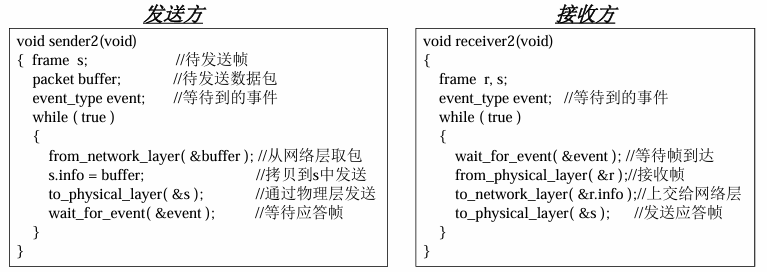 发送方
void sender2(void)
{ frame s; //待发送帧
packet buffer; //待发送数据包
event_type event; //等待到的事件
while ( true )
{
from_network_layer( &buffer ); //从网络层取包
s.info = buffer; //拷贝到s中发送
to_physical_layer( &s ); //通过物理层发送
wait_for_event( &event ); //等待应答帧
}
}
接收方
void receiver2(void)
{
frame r, s;
event_type event; //等待到的事件
while ( true )
{
wait_for_event( &event ); //等待帧到达
from_physical_layer( &r );//接收帧
to_network_layer( &r.info );//上交给网络层
to_physical_layer( &s ); //发送应答帧
}
}